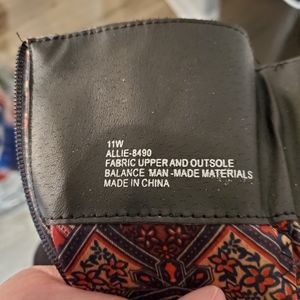 11W
ALLIE-8490
FABRIC UPPER AND OUTSOLE
BALANCE MAN-MADE MATERIALS
MADE IN CHINA